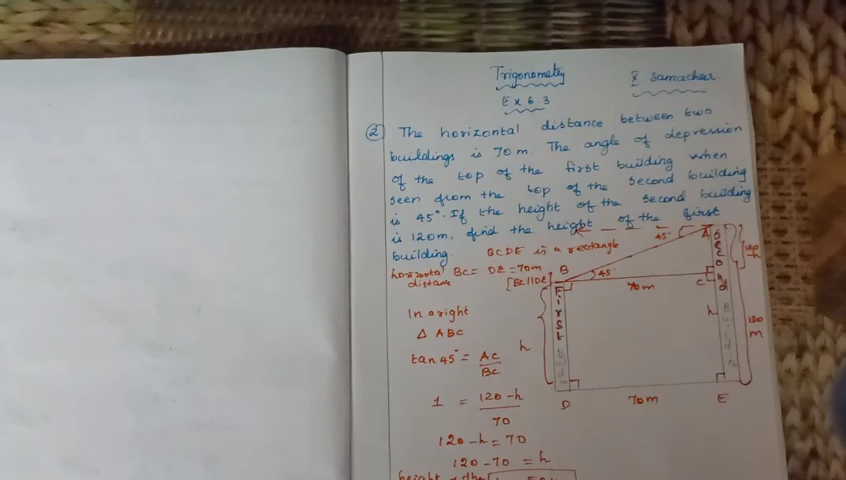 Trigonometry
X Samacheer.
Ex 6.3
② The horizontal distance between two
buildings is 70 m. The angle of depression
of the top of the first building when
seen from the top of the second building
is 45°. If the height of the second building
is 120m, find the height of the first
building.
BCDE is a rectangle
horizontal BC = DE = 70m
distance
[BC||DE]
In a right
Δ ABC
tan 45° = AC
BC
1 = 120 - h
70
120 - h = 70
120 - 70 = h
height of the
A
45°
B
45°
C
70m
h
h
120
m
First
Second
D
70m
E